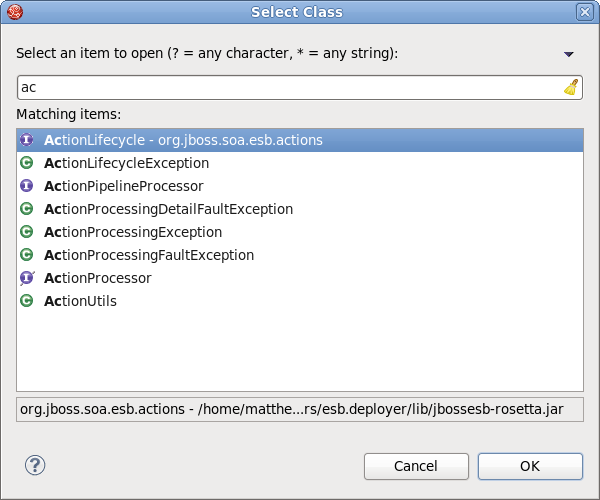 Select Class
Select an item to open (? = any character, * = any string):
ac
Matching items:
ActionLifecycle - org.jboss.soa.esb.actions
ActionLifecycleException
ActionPipelineProcessor
ActionProcessingDetailFaultException
ActionProcessingException
ActionProcessingFaultException
ActionProcessor
ActionUtils
org.jboss.soa.esb.actions - /home/matthe...rs/esb.deployer/lib/jbossesb-rosetta.jar
Cancel
OK